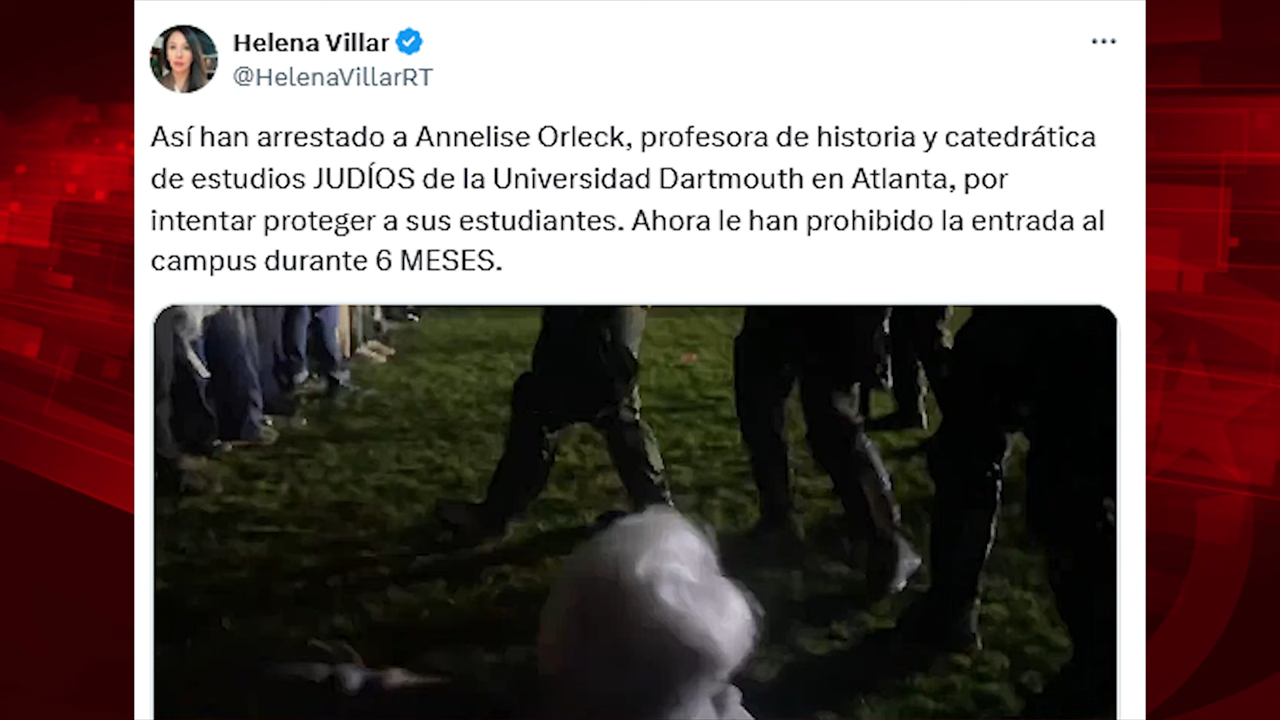 Helena Villar
@HelenaVillarRT
Así han arrestado a Annelise Orleck, profesora de historia y catedrática
de estudios JUDÍOS de la Universidad Dartmouth en Atlanta, por
intentar proteger a sus estudiantes. Ahora le han prohibido la entrada al
campus durante 6 MESES.